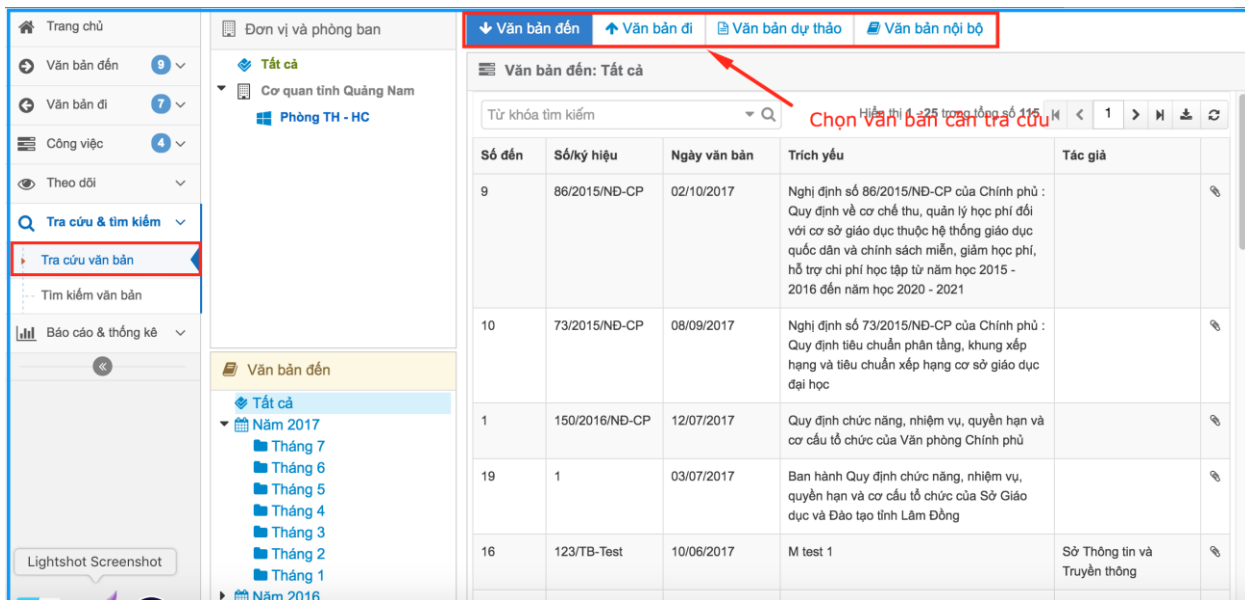 Trang chủ
Văn bản đến 9
Văn bản đi 7
Công việc 4
Theo dõi
Tra cứu & tìm kiếm
Tra cứu văn bản
Tìm kiếm văn bản
Báo cáo & thống kê
Lightshot Screenshot
Đơn vị và phòng ban
Tất cả
Cơ quan tỉnh Quảng Nam
Phòng TH - HC
Văn bản đến
Tất cả
Năm 2017
Tháng 7
Tháng 6
Tháng 5
Tháng 4
Tháng 3
Tháng 2
Tháng 1
Năm 2016
Văn bản đến Văn bản đi Văn bản dự thảo Văn bản nội bộ
Văn bản đến: Tất cả
Từ khóa tìm kiếm
Hiển thị 1 - 25 trong tổng số 115 1
Chọn văn bản cần tra cứu
Số đến Số/ký hiệu Ngày văn bản Trích yếu Tác giả
9 86/2015/NĐ-CP 02/10/2017 Nghị định số 86/2015/NĐ-CP của Chính phủ :
Quy định về cơ chế thu, quản lý học phí đối
với cơ sở giáo dục thuộc hệ thống giáo dục
quốc dân và chính sách miễn, giảm học phí,
hỗ trợ chi phí học tập từ năm học 2015 -
2016 đến năm học 2020 - 2021
10 73/2015/NĐ-CP 08/09/2017 Nghị định số 73/2015/NĐ-CP của Chính phủ :
Quy định tiêu chuẩn phân tầng, khung xếp
hạng và tiêu chuẩn xếp hạng cơ sở giáo dục
đại học
1 150/2016/NĐ-CP 12/07/2017 Quy định chức năng, nhiệm vụ, quyền hạn và
cơ cấu tổ chức của Văn phòng Chính phủ
19 1 03/07/2017 Ban hành Quy định chức năng, nhiệm vụ,
quyền hạn và cơ cấu tổ chức của Sở Giáo
dục và Đào tạo tỉnh Lâm Đồng
16 123/TB-Test 10/06/2017 M test 1 Sở Thông tin và
Truyền thông